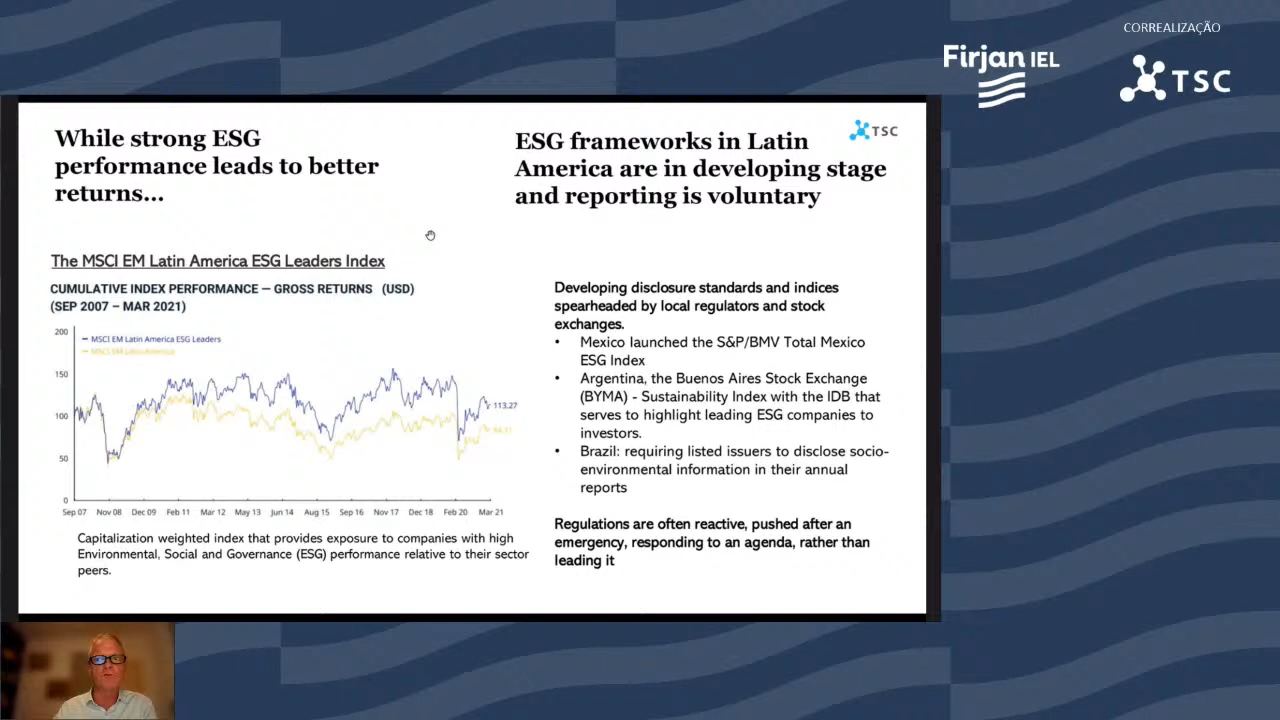 CORREALIZAÇÃO
Firjan IEL
TSC
While strong ESG
performance leads to better
returns...
TSC
ESG frameworks in Latin
America are in developing stage
and reporting is voluntary
The MSCI EM Latin America ESG Leaders Index
CUMULATIVE INDEX PERFORMANCE — GROSS RETURNS (USD)
(SEP 2007 – MAR 2021)
200
150
100
50
0
MSCI EM Latin America ESG Leaders
MSCI EM Latin America
113.27
Sep 07 Nov 08 Dec 09 Feb 11 Mar 12 May 13 Jun 14 Aug 15 Sep 16 Nov 17 Dec 18 Feb 20 Mar 21
Capitalization weighted index that provides exposure to companies with high
Environmental, Social and Governance (ESG) performance relative to their sector
peers.
Developing disclosure standards and indices
spearheaded by local regulators and stock
exchanges.
• Mexico launched the S&P/BMV Total Mexico
ESG Index
• Argentina, the Buenos Aires Stock Exchange
(BYMA) - Sustainability Index with the IDB that
serves to highlight leading ESG companies to
investors.
• Brazil: requiring listed issuers to disclose socio-
environmental information in their annual
reports
Regulations are often reactive, pushed after an
emergency, responding to an agenda, rather than
leading it